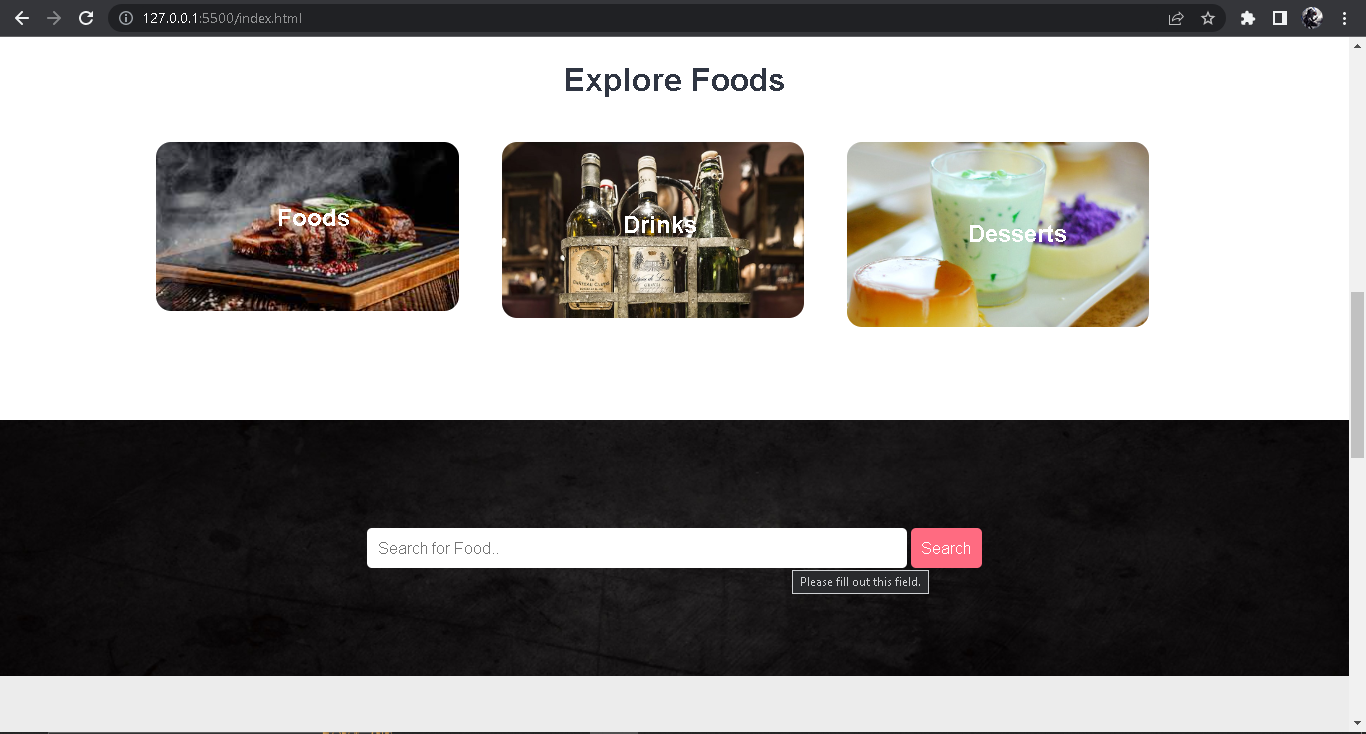 127.0.0.1:5500/index.html
Explore Foods
Foods
Drinks
Desserts
Search for Food..
Search
Please fill out this field.